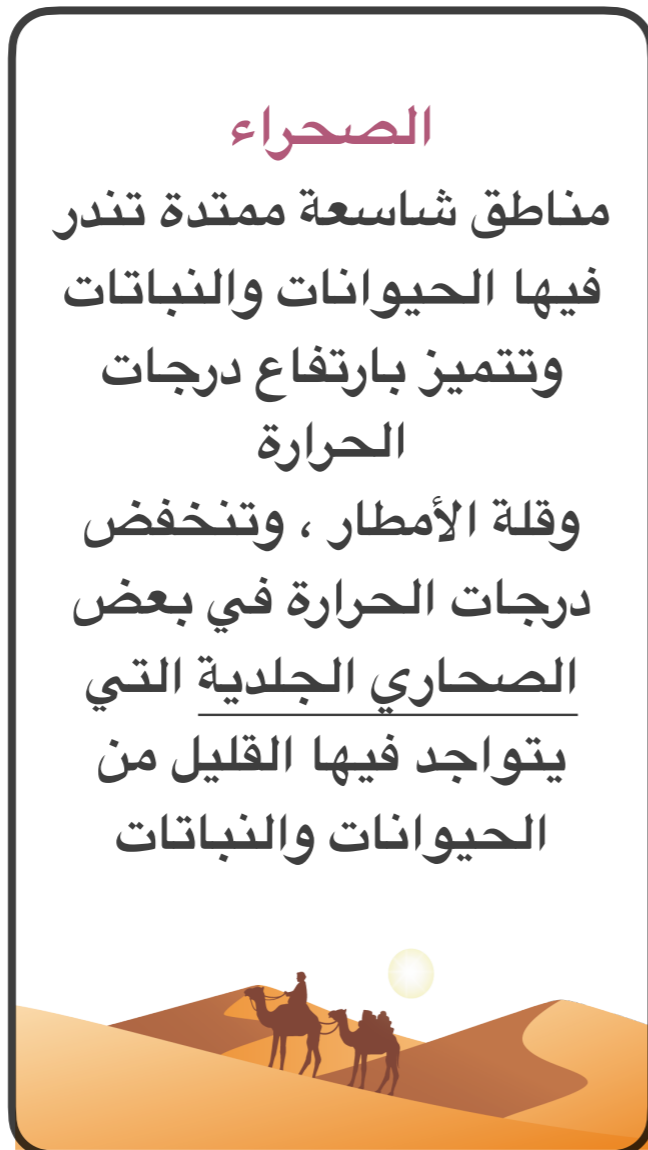 الصحراء
مناطق شاسعة ممتدة تندر
فيها الحيوانات والنباتات
وتتميز بارتفاع درجات
الحرارة
وقلة الأمطار ، وتنخفض
درجات الحرارة في بعض
الصحاري الجلدية التي
يتواجد فيها القليل من
الحيوانات والنباتات